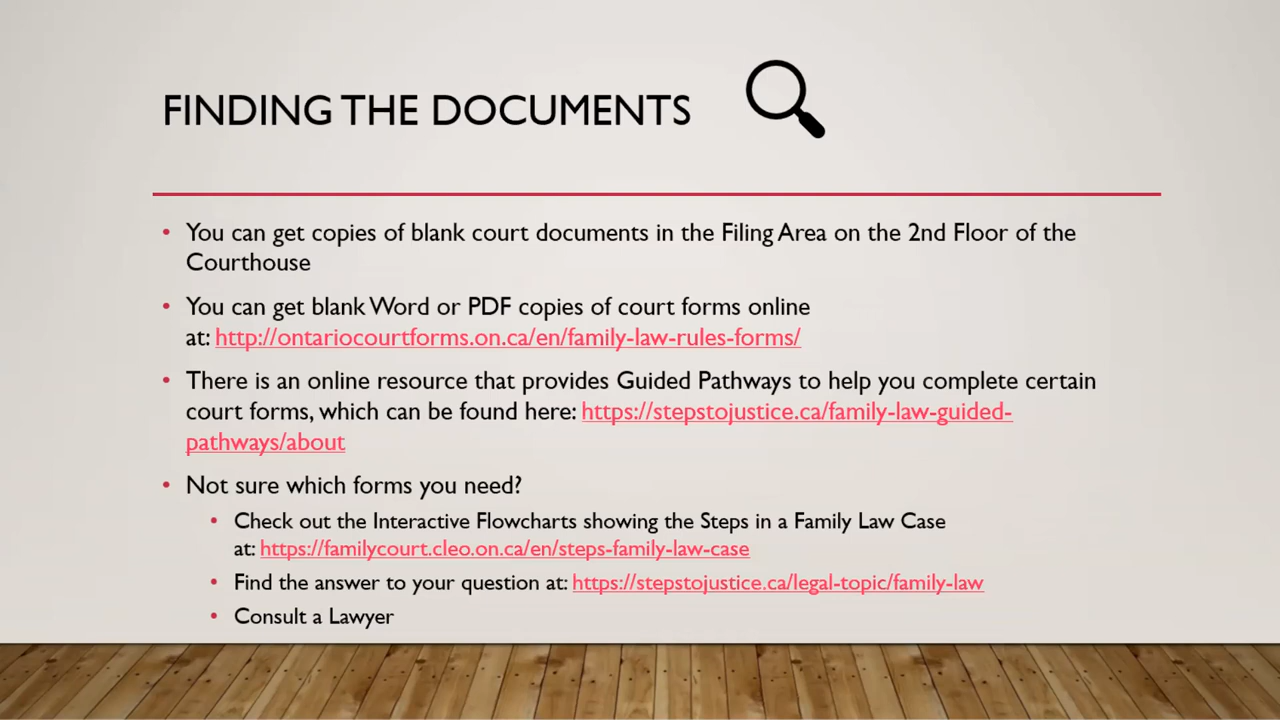 FINDING THE DOCUMENTS
• You can get copies of blank court documents in the Filing Area on the 2nd Floor of the
Courthouse
• You can get blank Word or PDF copies of court forms online
at: http://ontariocourtforms.on.ca/en/family-law-rules-forms/
• There is an online resource that provides Guided Pathways to help you complete certain
court forms, which can be found here: https://stepstojustice.ca/family-law-guided-
pathways/about
• Not sure which forms you need?
• Check out the Interactive Flowcharts showing the Steps in a Family Law Case
at: https://familycourt.cleo.on.ca/en/steps-family-law-case
• Find the answer to your question at: https://stepstojustice.ca/legal-topic/family-law
• Consult a Lawyer